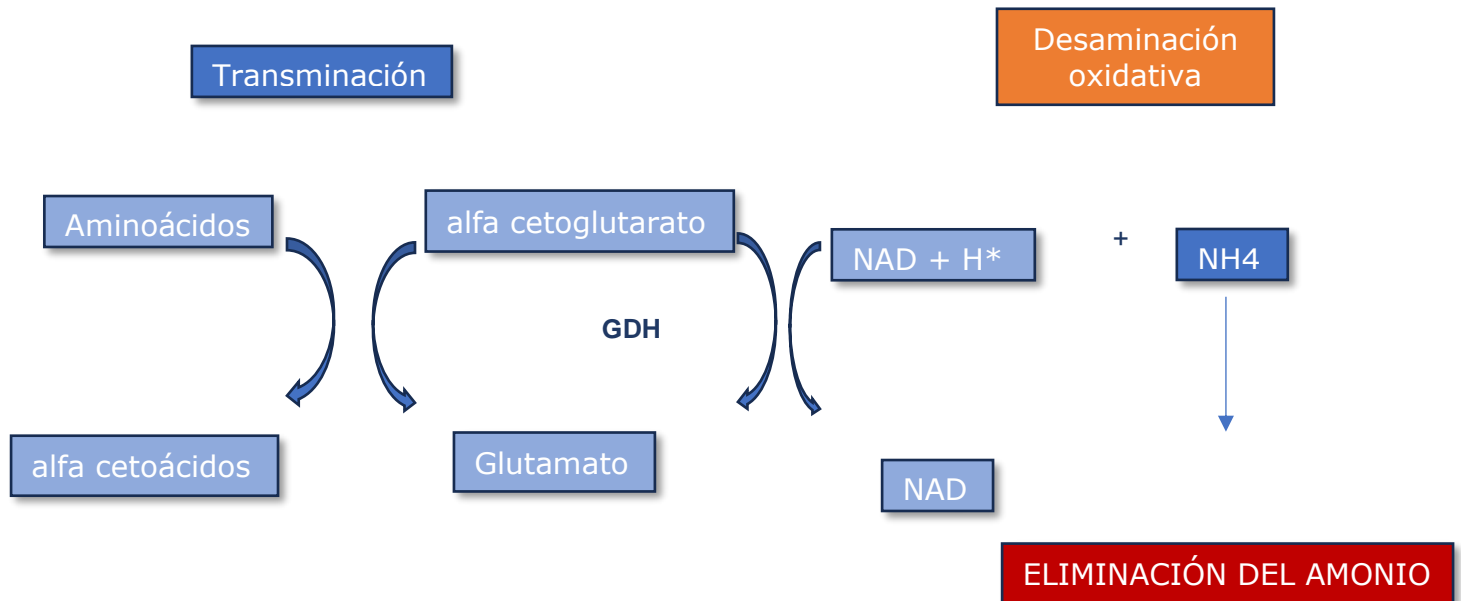 Transminación
Desaminación
oxidativa
Aminoácidos
alfa cetoglutarato
NAD + H*
+
NH4
GDH
alfa cetoácidos
Glutamato
NAD
ELIMINACIÓN DEL AMONIO